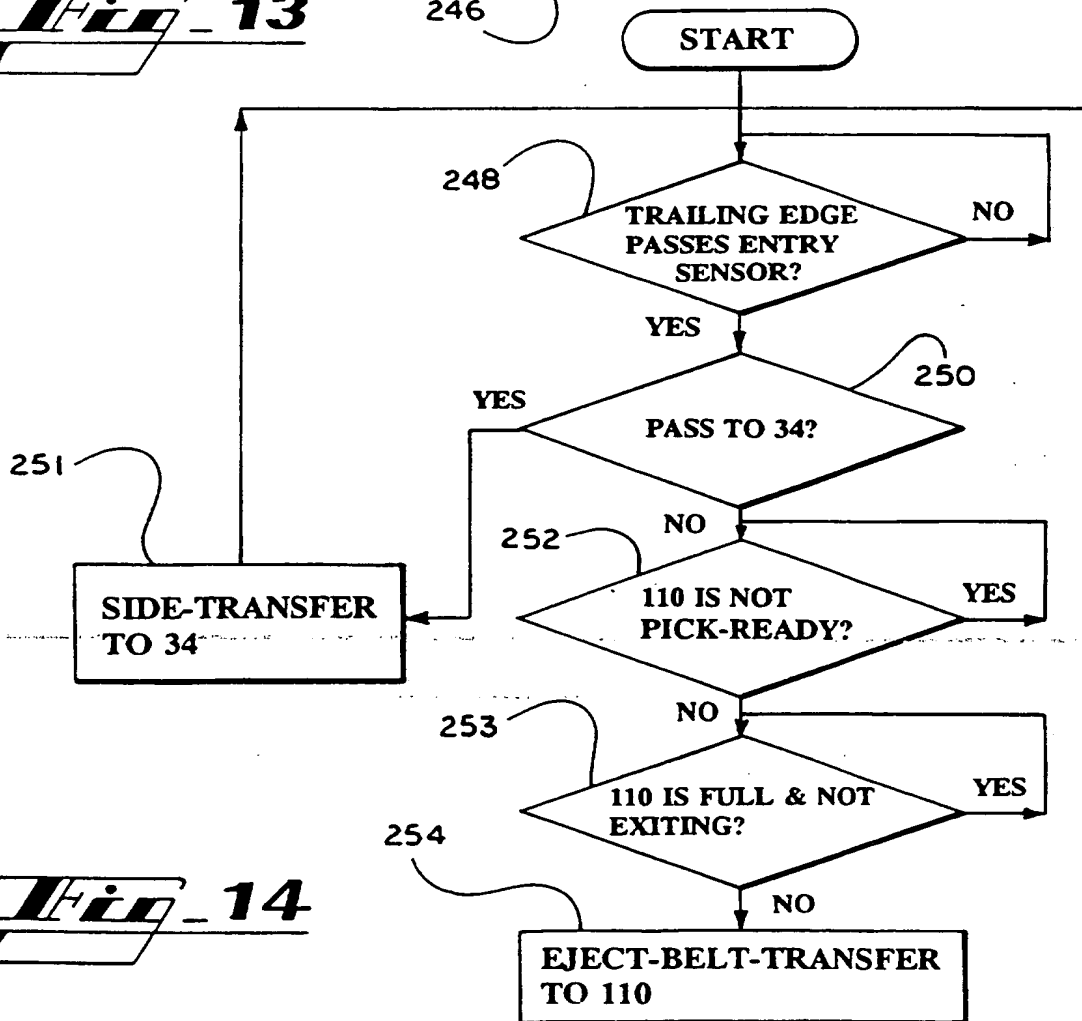 Fig_13
246
START
248
TRAILING EDGE
PASSES ENTRY
SENSOR?
NO
YES
250
YES
PASS TO 34?
251
NO
252
SIDE-TRANSFER
TO 34
110 IS NOT
PICK-READY?
YES
NO
253
110 IS FULL & NOT
EXITING?
YES
254
NO
Fig_14
EJECT-BELT-TRANSFER
TO 110